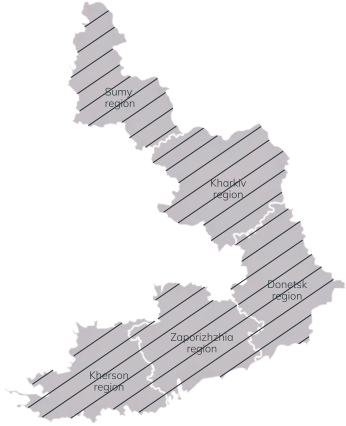 Sumy
region
Kharkiv
region
Donetsk
region
Zaporizhzhia
region
Kherson
region